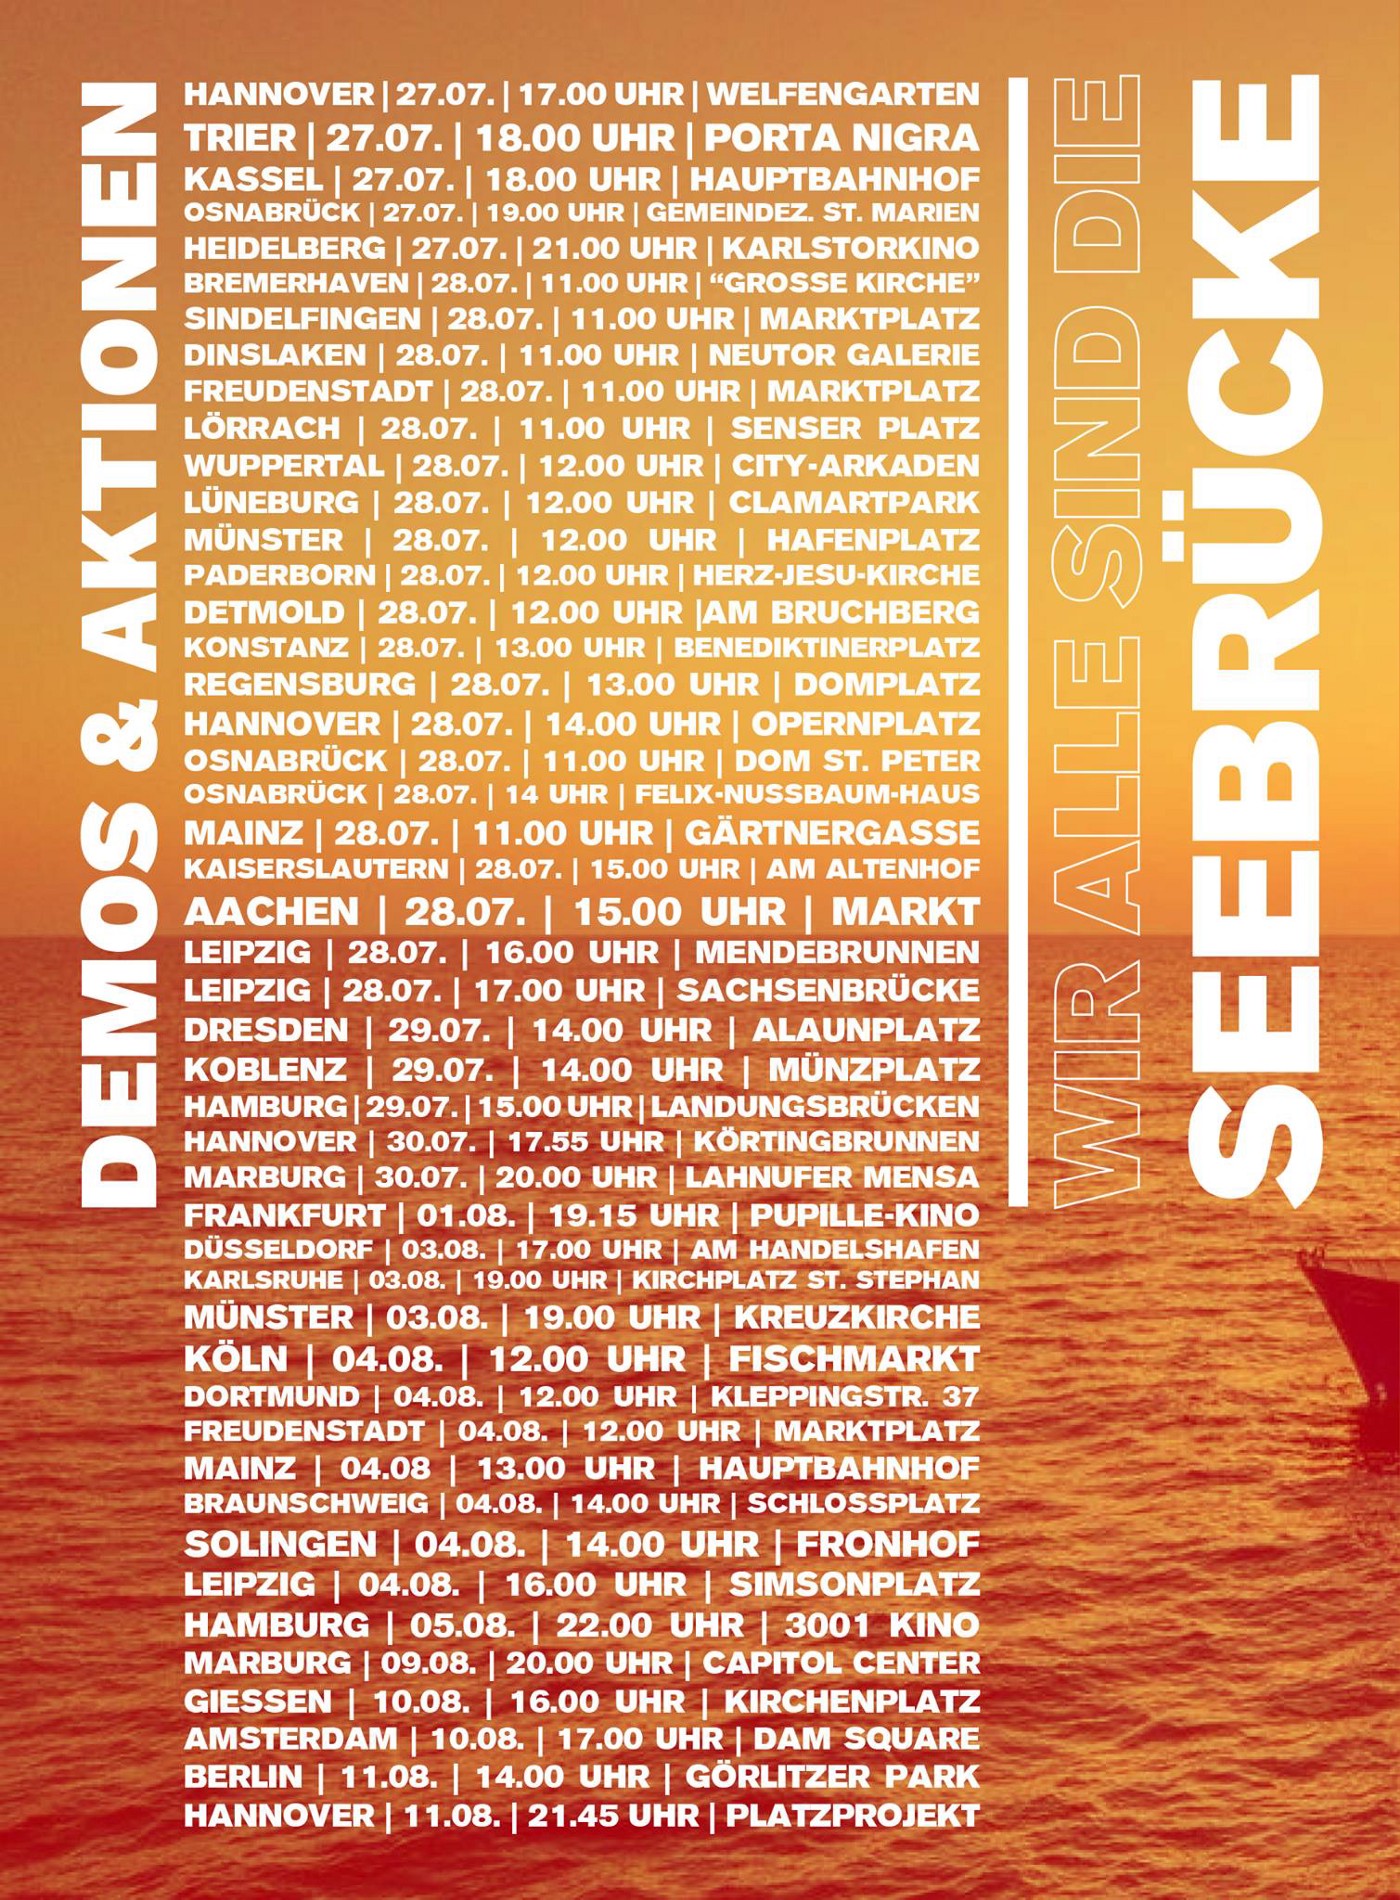 DEMOS & AKTIONEN
HANNOVER | 27.07. | 17.00 UHR | WELFENGARTEN
TRIER | 27.07. | 18.00 UHR | PORTA NIGRA
KASSEL | 27.07. | 18.00 UHR | HAUPTBAHNHOF
OSNABRÜCK | 27.07. | 19.00 UHR | GEMEINDEZ. ST. MARIEN
HEIDELBERG | 27.07. | 21.00 UHR | KARLSTORKINO
BREMERHAVEN | 28.07. | 11.00 UHR | “GROSSE KIRCHE”
SINDELFINGEN | 28.07. | 11.00 UHR | MARKTPLATZ
DINSLAKEN | 28.07. | 11.00 UHR | NEUTOR GALERIE
FREUDENSTADT | 28.07. | 11.00 UHR | MARKTPLATZ
LÖRRACH | 28.07. | 11.00 UHR | SENSER PLATZ
WUPPERTAL | 28.07. | 12.00 UHR | CITY-ARKADEN
LÜNEBURG | 28.07. | 12.00 UHR | CLAMARTPARK
MÜNSTER | 28.07. | 12.00 UHR | HAFENPLATZ
PADERBORN | 28.07. | 12.00 UHR | HERZ-JESU-KIRCHE
DETMOLD | 28.07. | 12.00 UHR |AM BRUCHBERG
KONSTANZ | 28.07. | 13.00 UHR | BENEDIKTINERPLATZ
REGENSBURG | 28.07. | 13.00 UHR | DOMPLATZ
HANNOVER | 28.07. | 14.00 UHR | OPERNPLATZ
OSNABRÜCK | 28.07. | 11.00 UHR | DOM ST. PETER
OSNABRÜCK | 28.07. | 14 UHR | FELIX-NUSSBAUM-HAUS
MAINZ | 28.07. | 11.00 UHR | GÄRTNERGASSE
KAISERSLAUTERN | 28.07. | 15.00 UHR | AM ALTENHOF
AACHEN | 28.07. | 15.00 UHR | MARKT
LEIPZIG | 28.07. | 16.00 UHR | MENDEBRUNNEN
LEIPZIG | 28.07. | 17.00 UHR | SACHSENBRÜCKE
DRESDEN | 29.07. | 14.00 UHR | ALAUNPLATZ
KOBLENZ | 29.07. | 14.00 UHR | MÜNZPLATZ
HAMBURG | 29.07. | 15.00 UHR | LANDUNGSBRÜCKEN
HANNOVER | 30.07. | 17.55 UHR | KÖRTINGBRUNNEN
MARBURG | 30.07. | 20.00 UHR | LAHNUFER MENSA
FRANKFURT | 01.08. | 19.15 UHR | PUPILLE-KINO
DÜSSELDORF | 03.08. | 17.00 UHR | AM HANDELSHAFEN
KARLSRUHE | 03.08. | 19.00 UHR | KIRCHPLATZ ST. STEPHAN
MÜNSTER | 03.08. | 19.00 UHR | KREUZKIRCHE
KÖLN | 04.08. | 12.00 UHR | FISCHMARKT
DORTMUND | 04.08. | 12.00 UHR | KLEPPINGSTR. 37
FREUDENSTADT | 04.08. | 12.00 UHR | MARKTPLATZ
MAINZ | 04.08 | 13.00 UHR | HAUPTBAHNHOF
BRAUNSCHWEIG | 04.08. | 14.00 UHR | SCHLOSSPLATZ
SOLINGEN | 04.08. | 14.00 UHR | FRONHOF
LEIPZIG | 04.08. | 16.00 UHR | SIMSONPLATZ
HAMBURG | 05.08. | 22.00 UHR | 3001 KINO
MARBURG | 09.08. | 20.00 UHR | CAPITOL CENTER
GIESSEN | 10.08. | 16.00 UHR | KIRCHENPLATZ
AMSTERDAM | 10.08. | 17.00 UHR | DAM SQUARE
BERLIN | 11.08. | 14.00 UHR | GÖRLITZER PARK
HANNOVER | 11.08. | 21.45 UHR | PLATZPROJEKT
WIR ALLE SIND DIE
SEEBRÜCKE